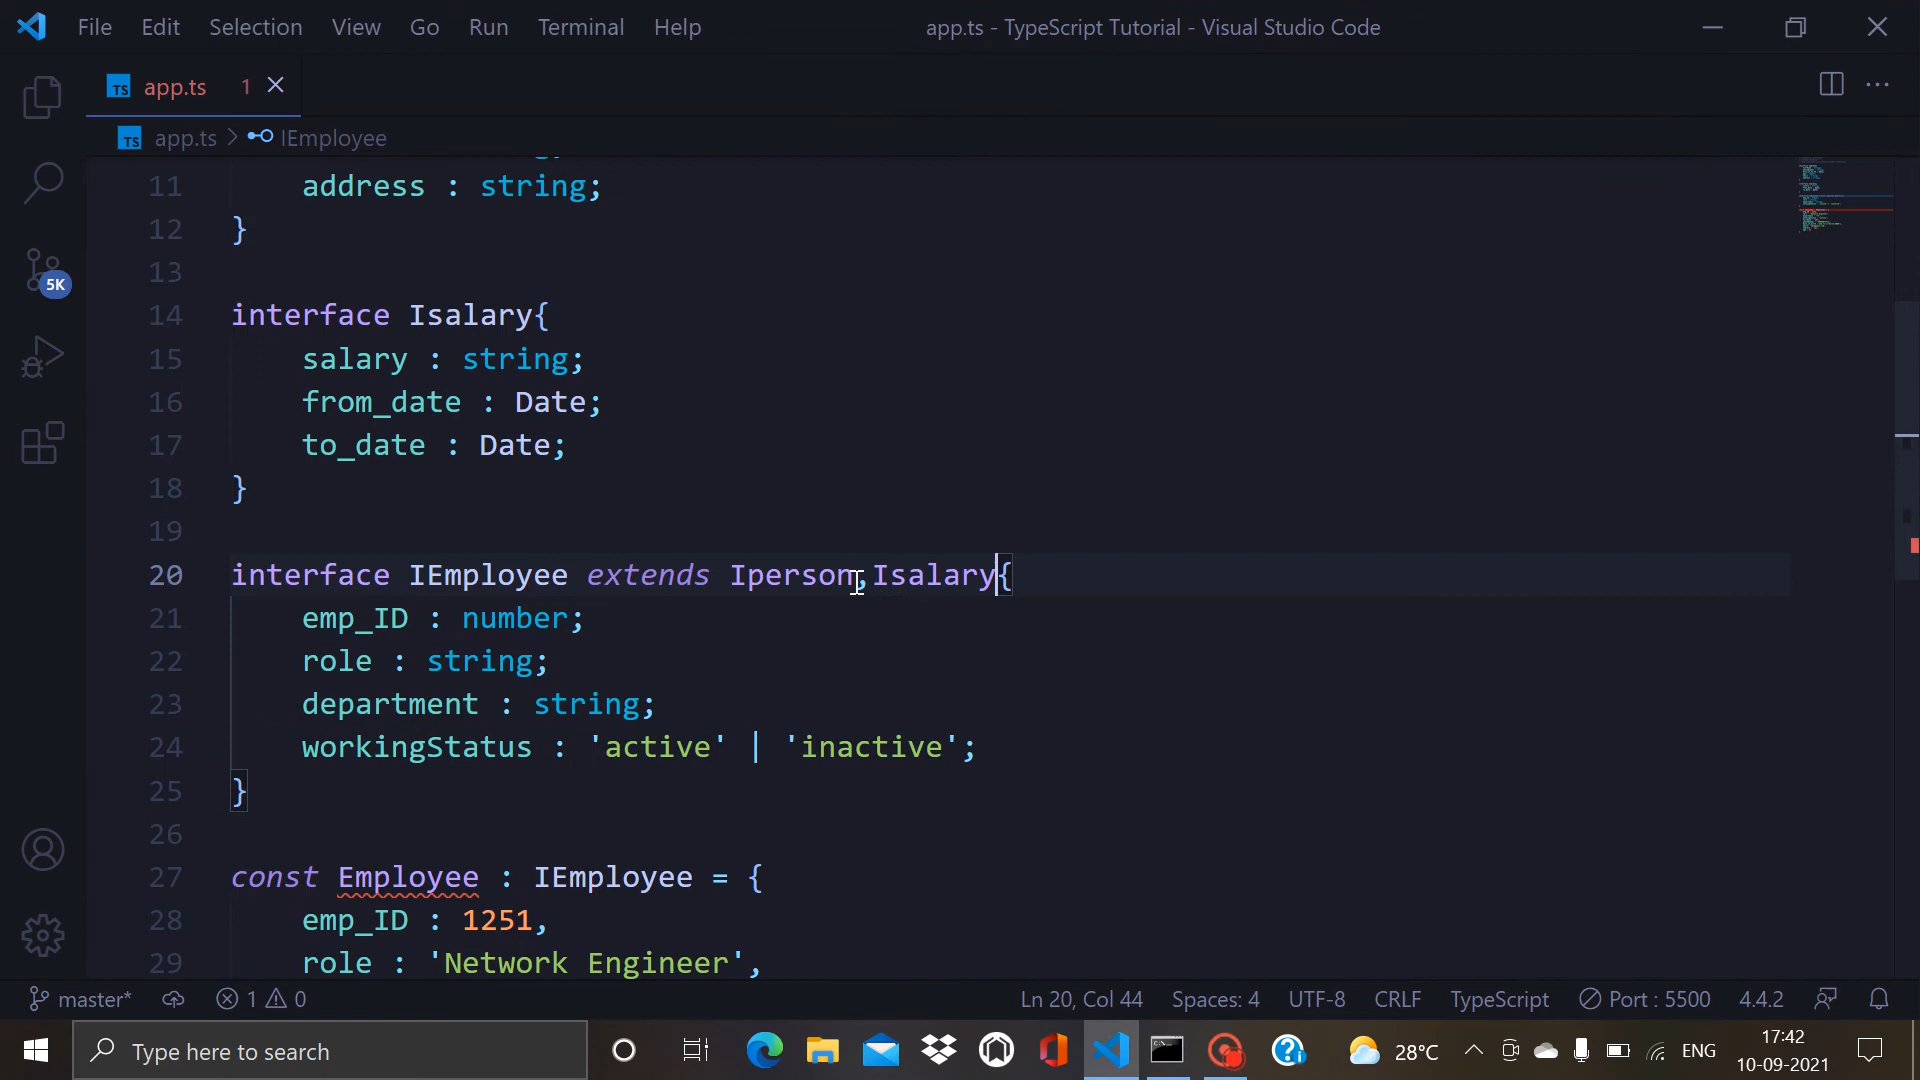 File Edit Selection View Go Run Terminal Help app.ts - TypeScript Tutorial - Visual Studio Code
TS app.ts 1
TS app.ts > IEmployee
11 address : string;
12 }
13
14 interface Isalary{
15 salary : string;
16 from_date : Date;
17 to_date : Date;
18 }
19
20 interface IEmployee extends Iperson,Isalary{
21 emp_ID : number;
22 role : string;
23 department : string;
24 workingStatus : 'active' | 'inactive';
25 }
26
27 const Employee : IEmployee = {
28 emp_ID : 1251,
29 role : 'Network Engineer',
5K
master* 1 0 Ln 20, Col 44 Spaces: 4 UTF-8 CRLF TypeScript Port : 5500 4.4.2
Type here to search 28°C ENG 17:42
10-09-2021